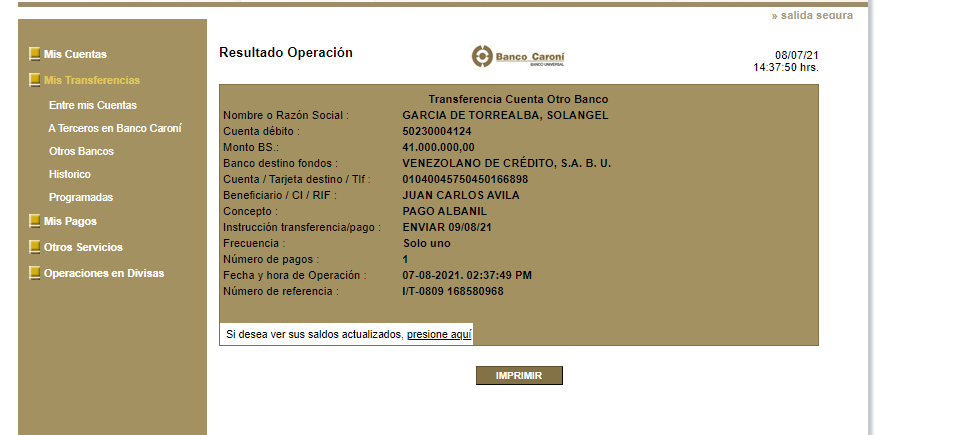 » salida segura
Mis Cuentas
Mis Transferencias
Entre mis Cuentas
A Terceros en Banco Caroní
Otros Bancos
Historico
Programadas
Mis Pagos
Otros Servicios
Operaciones en Divisas
Resultado Operación
Banco Caroní
BANCO UNIVERSAL
08/07/21
14:37:50 hrs.
Transferencia Cuenta Otro Banco
Nombre o Razón Social : GARCIA DE TORREALBA, SOLANGEL
Cuenta débito : 50230004124
Monto BS.: 41.000.000,00
Banco destino fondos : VENEZOLANO DE CRÉDITO, S.A. B. U.
Cuenta / Tarjeta destino / Tlf : 01040045750450166898
Beneficiario / CI / RIF : JUAN CARLOS AVILA
Concepto : PAGO ALBANIL
Instrucción transferencia/pago : ENVIAR 09/08/21
Frecuencia : Solo uno
Número de pagos : 1
Fecha y hora de Operación : 07-08-2021. 02:37:49 PM
Número de referencia : I/T-0809 168580968
Si desea ver sus saldos actualizados, presione aquí
IMPRIMIR